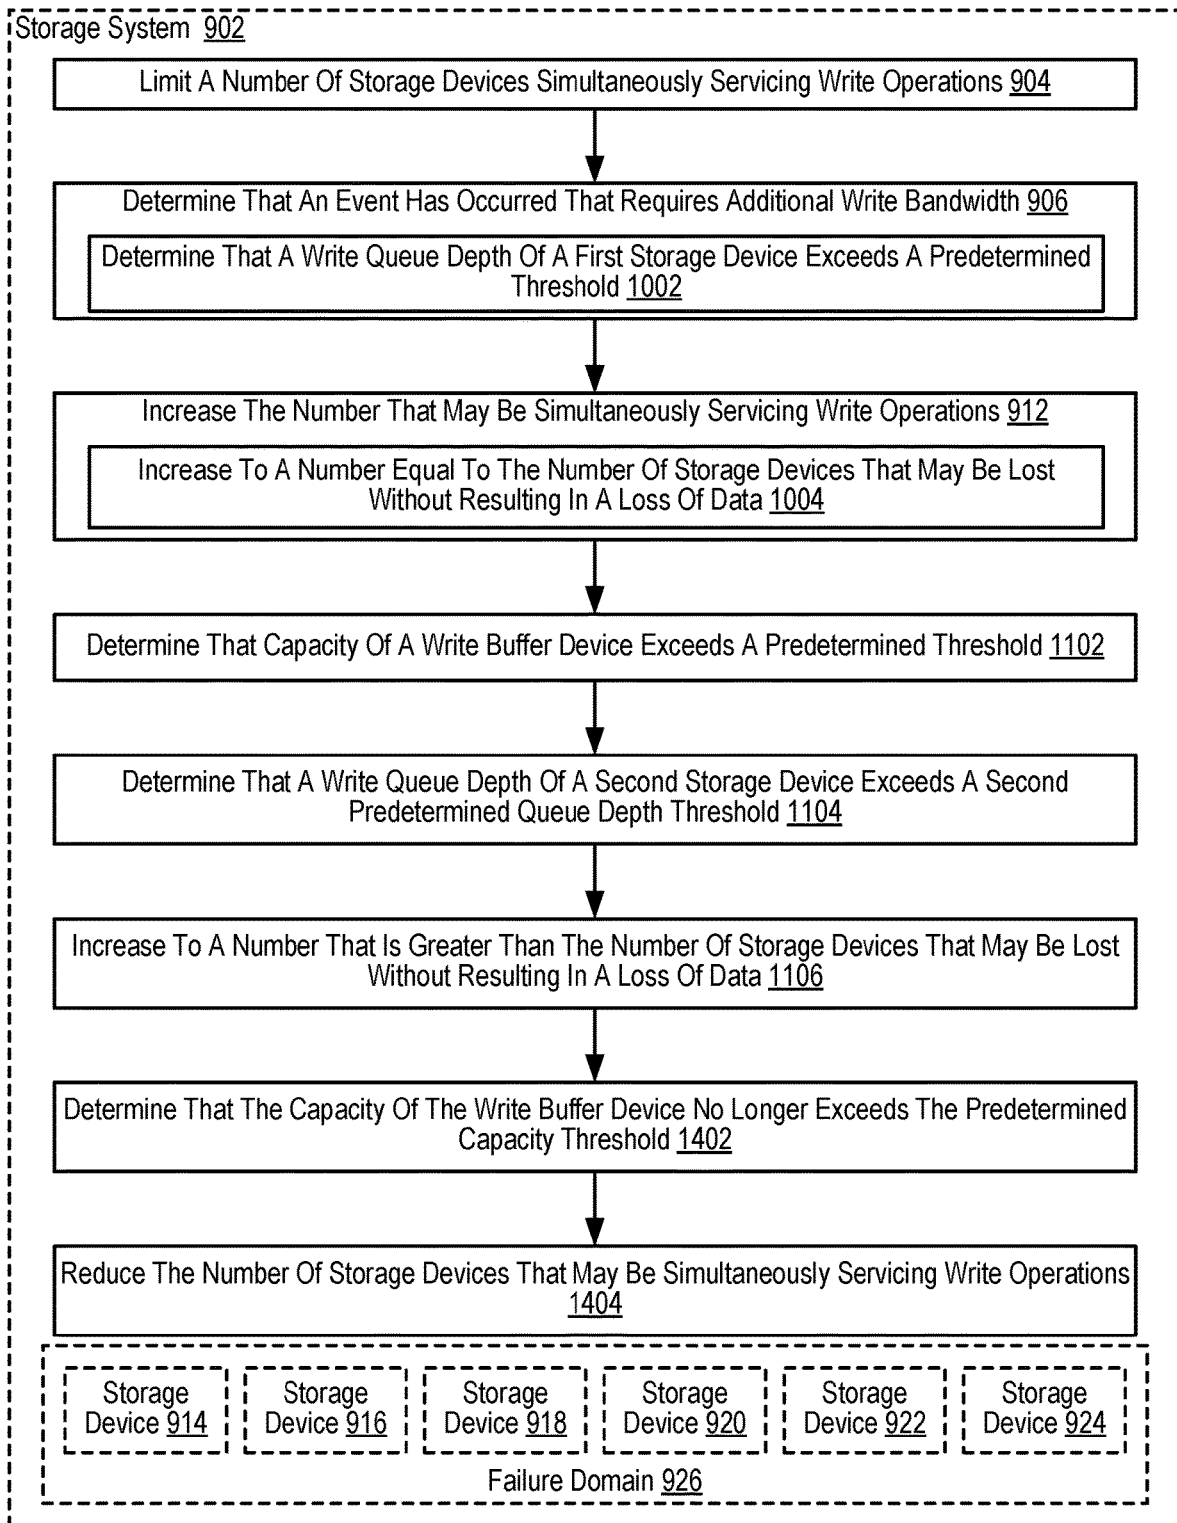 Storage System 902
Limit A Number Of Storage Devices Simultaneously Servicing Write Operations 904
Determine That An Event Has Occurred That Requires Additional Write Bandwidth 906
Determine That A Write Queue Depth Of A First Storage Device Exceeds A Predetermined
Threshold 1002
Increase The Number That May Be Simultaneously Servicing Write Operations 912
Increase To A Number Equal To The Number Of Storage Devices That May Be Lost
Without Resulting In A Loss Of Data 1004
Determine That Capacity Of A Write Buffer Device Exceeds A Predetermined Threshold 1102
Determine That A Write Queue Depth Of A Second Storage Device Exceeds A Second
Predetermined Queue Depth Threshold 1104
Increase To A Number That Is Greater Than The Number Of Storage Devices That May Be Lost
Without Resulting In A Loss Of Data 1106
Determine That The Capacity Of The Write Buffer Device No Longer Exceeds The Predetermined
Capacity Threshold 1402
Reduce The Number Of Storage Devices That May Be Simultaneously Servicing Write Operations
1404
Storage
Device 914
Storage
Device 916
Storage
Device 918
Storage
Device 920
Storage
Device 922
Storage
Device 924
Failure Domain 926